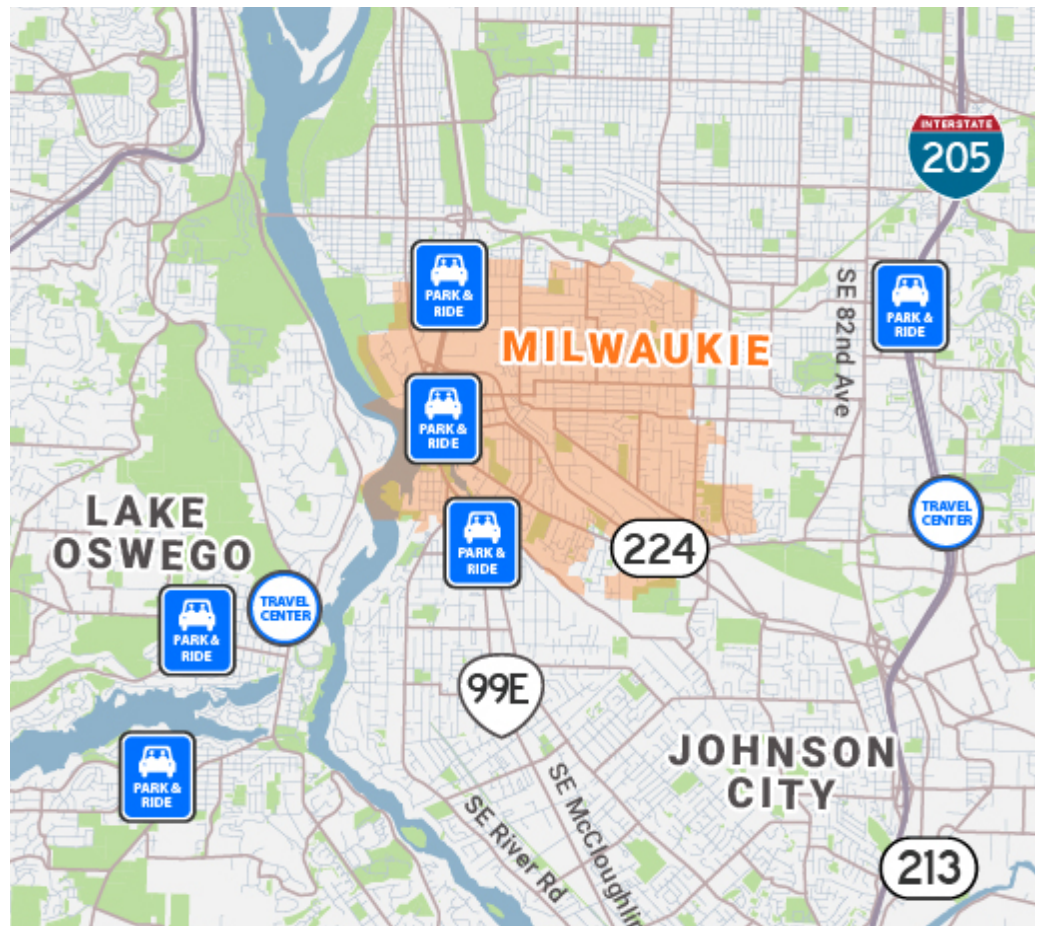 INTERSTATE
205
PARK &
RIDE
PARK &
RIDE
SE 82nd Ave
MILWAUKIE
PARK &
RIDE
LAKE
OSWEGO
TRAVEL
CENTER
PARK &
RIDE
224
TRAVEL
CENTER
PARK &
RIDE
99E
JOHNSON
CITY
PARK &
RIDE
SE River Rd
SE McCloughlin
213